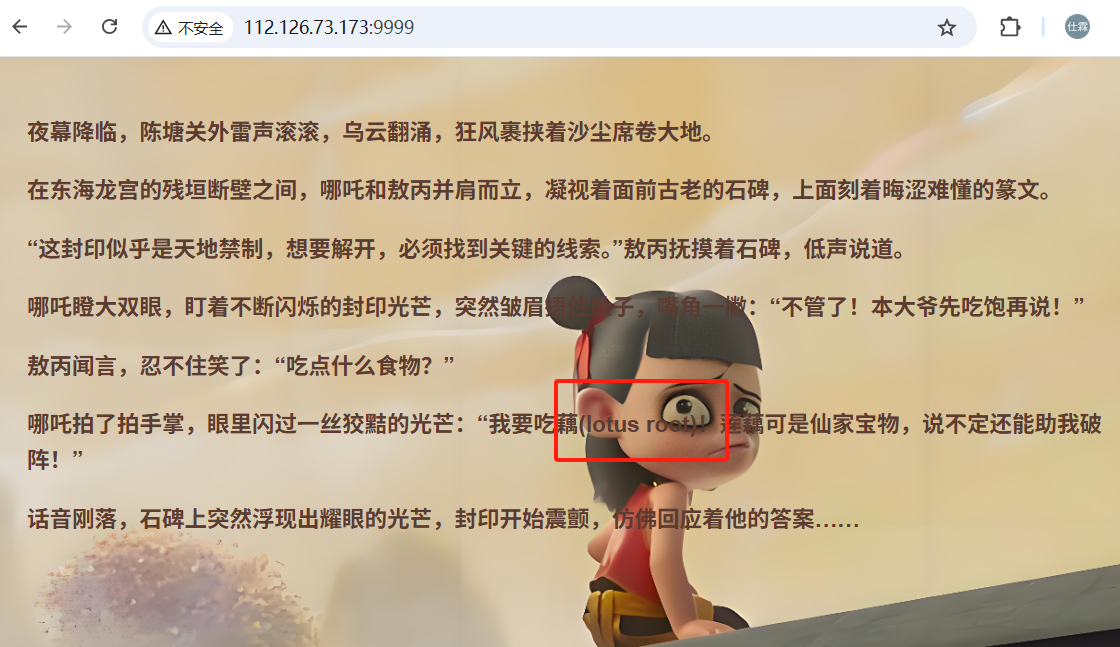 不安全 112.126.73.173:9999 仕霖
夜幕降临，陈塘关外雷声滚滚，乌云翻涌，狂风裹挟着沙尘席卷大地。
在东海龙宫的残垣断壁之间，哪吒和敖丙并肩而立，凝视着面前古老的石碑，上面刻着晦涩难懂的篆文。
“这封印似乎是天地禁制，想要解开，必须找到关键的线索。”敖丙抚摸着石碑，低声说道。
哪吒瞪大双眼，盯着不断闪烁的封印光芒，突然皱眉捂住肚子，嘴角一撇：“不管了！本大爷先吃饱再说！”
敖丙闻言，忍不住笑了：“吃点什么食物？”
哪吒拍了拍手掌，眼里闪过一丝狡黠的光芒：“我要吃藕(lotus root)！莲藕可是仙家宝物，说不定还能助我破
阵！”
话音刚落，石碑上突然浮现出耀眼的光芒，封印开始震颤，仿佛回应着他的答案……